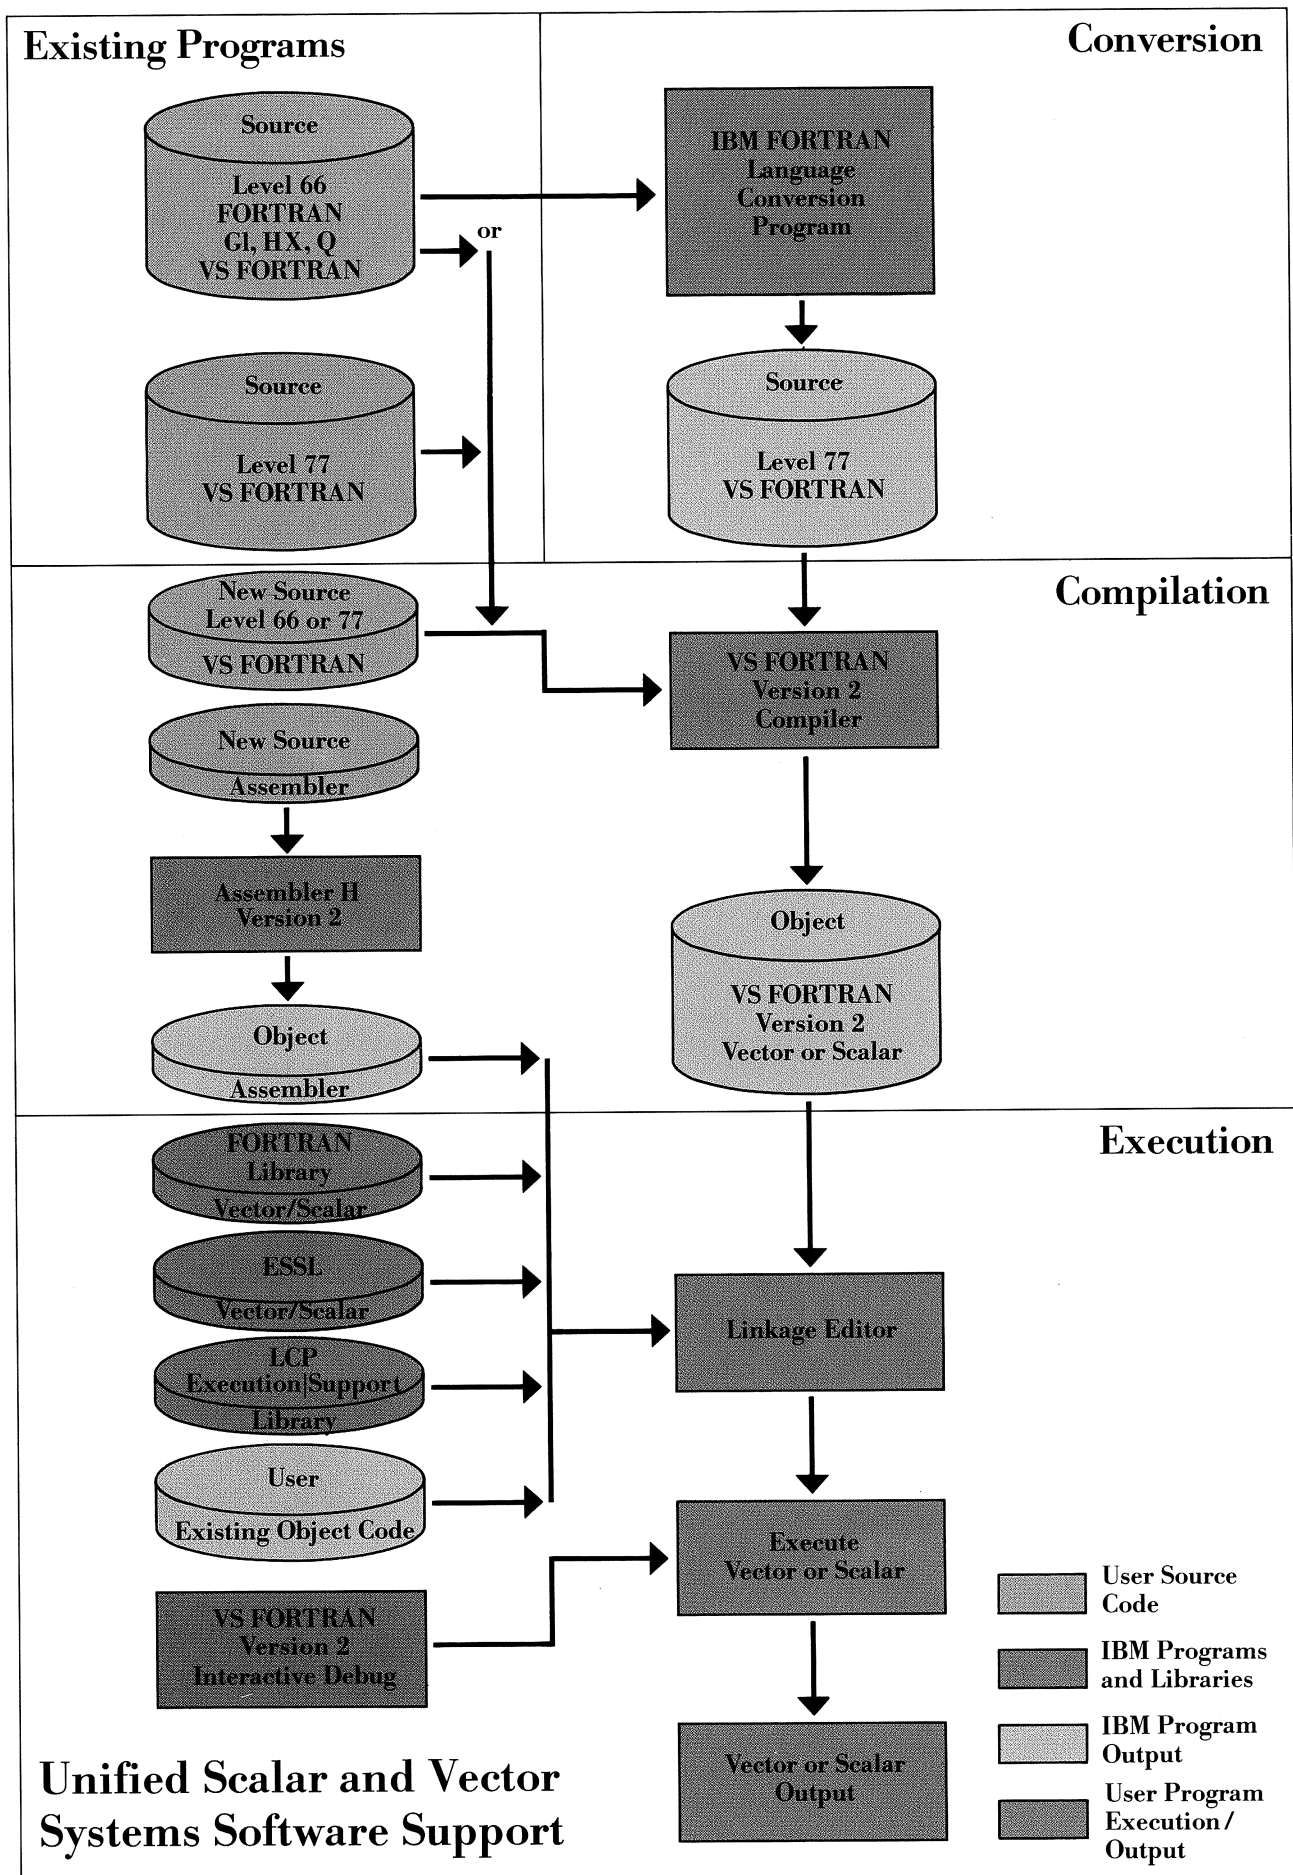 Existing Programs
Conversion
Source
Level 66
FORTRAN
Gl, HX, Q
VS FORTRAN
or
IBM FORTRAN
Language
Conversion
Program
Source
Level 77
VS FORTRAN
Source
Level 77
VS FORTRAN
Compilation
New Source
Level 66 or 77
VS FORTRAN
VS FORTRAN
Version 2
Compiler
New Source
Assembler
Assembler H
Version 2
Object
VS FORTRAN
Version 2
Vector or Scalar
Object
Assembler
Execution
FORTRAN
Library
Vector/Scalar
ESSL
Vector/Scalar
LCP
Execution|Support
Library
User
Existing Object Code
Linkage Editor
Execute
Vector or Scalar
VS FORTRAN
Version 2
Interactive Debug
Vector or Scalar
Output
User Source
Code
IBM Programs
and Libraries
IBM Program
Output
User Program
Execution/
Output
Unified Scalar and Vector
Systems Software Support